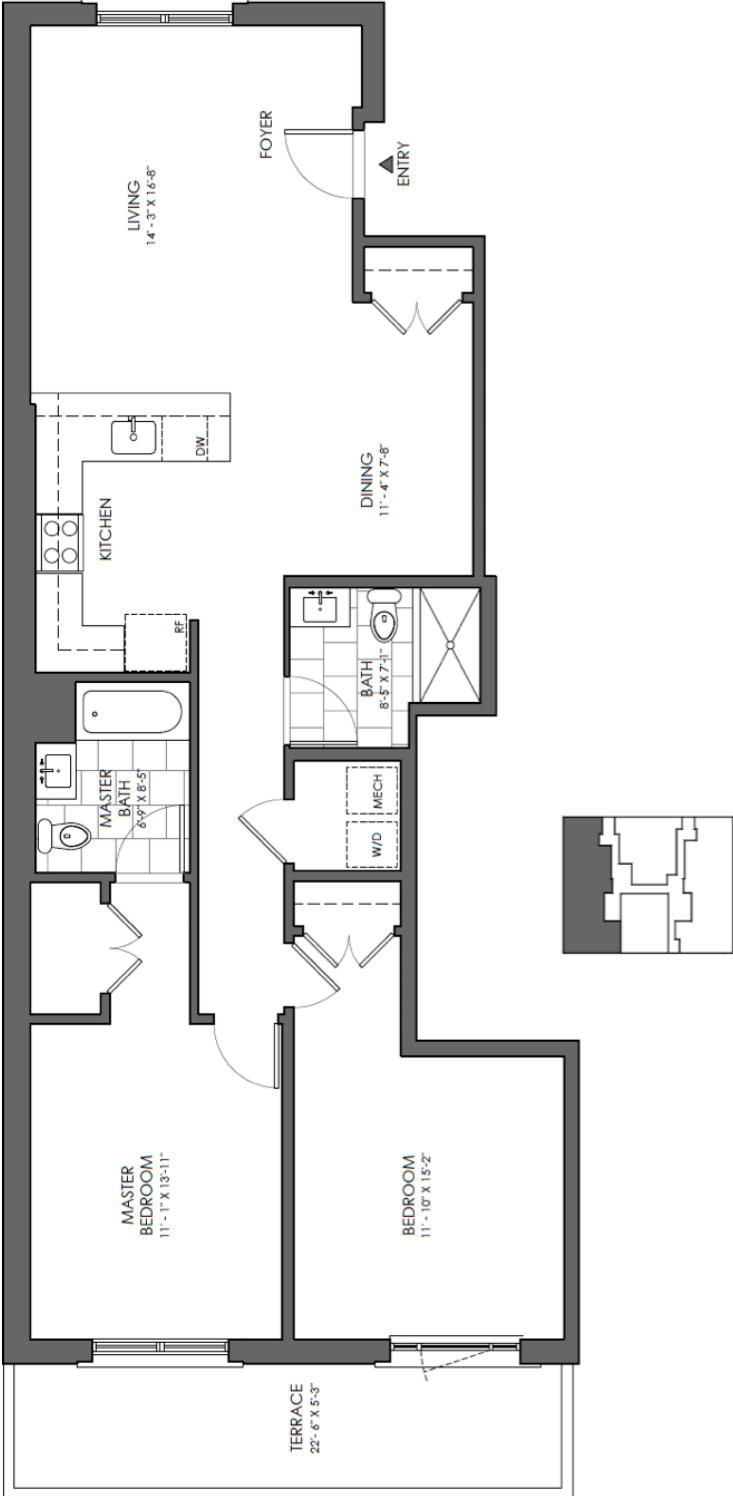 FOYER
ENTRY
LIVING
14' - 3" X 16'-8"
DW
KITCHEN
DINING
11' - 4" X 7'-8"
RF
BATH
8'-5" X 7'-1"
MASTER
BATH
6'-9" X 8'-5"
MECH
W/D
MASTER
BEDROOM
11' - 1" X 13'-11"
BEDROOM
11' - 10" X 15'-2"
TERRACE
22'- 6" X 5'-3"